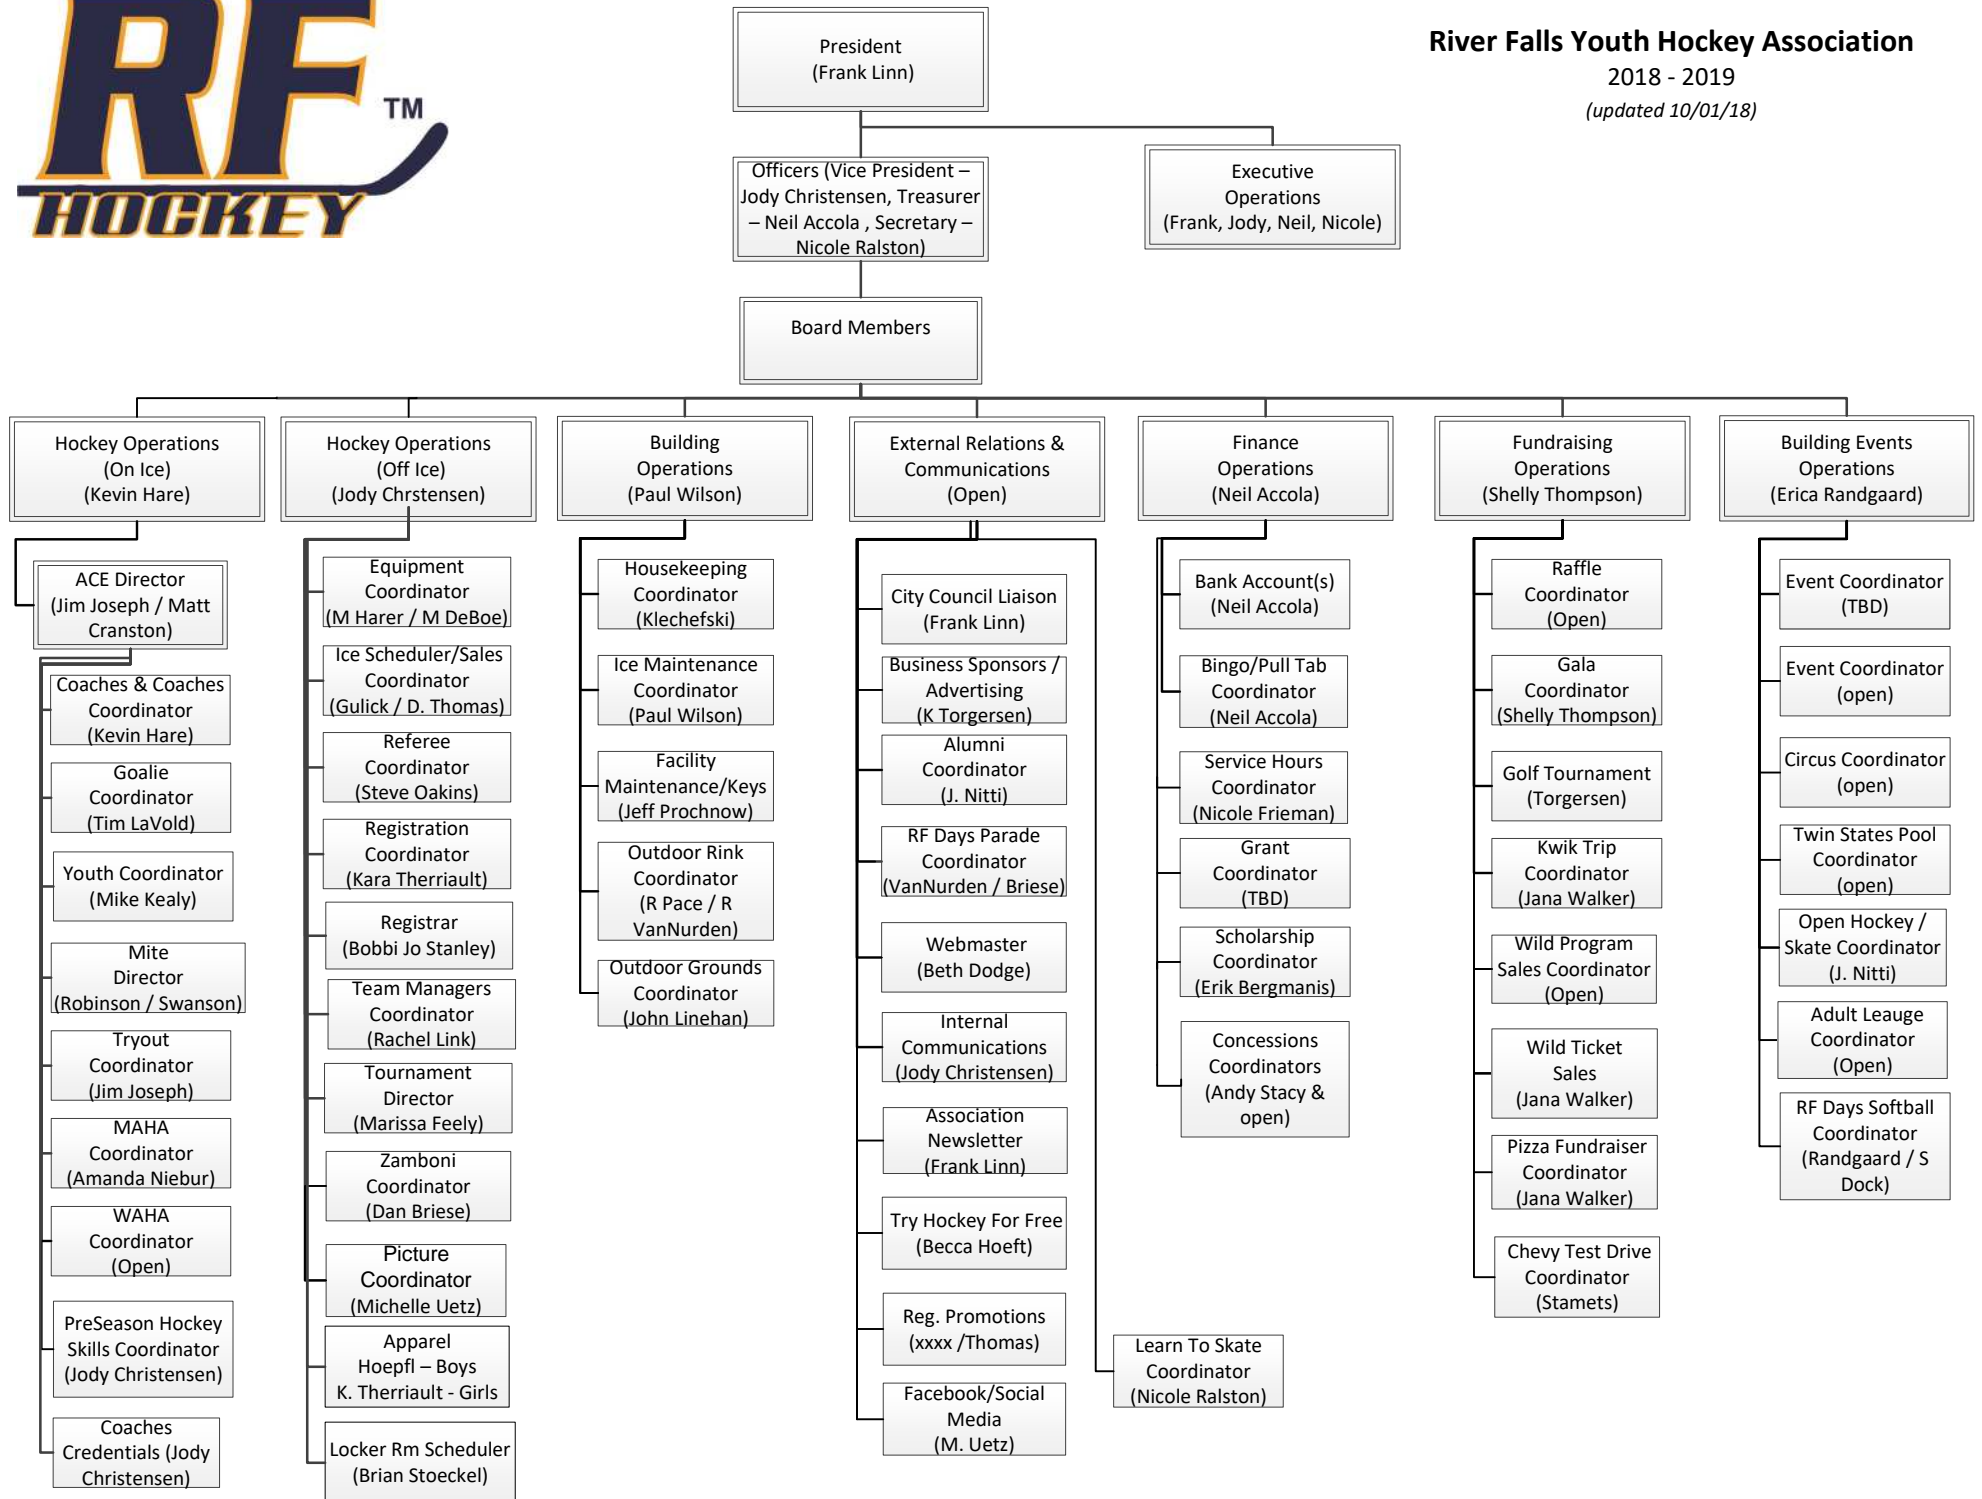 RF
TM
HOCKEY
River Falls Youth Hockey Association
2018 - 2019
(updated 10/01/18)
President
(Frank Linn)
Officers (Vice President –
Jody Christensen, Treasurer
– Neil Accola , Secretary –
Nicole Ralston)
Executive
Operations
(Frank, Jody, Neil, Nicole)
Board Members
Hockey Operations
(On Ice)
(Kevin Hare)
Hockey Operations
(Off Ice)
(Jody Chrstensen)
Building
Operations
(Paul Wilson)
External Relations &
Communications
(Open)
Finance
Operations
(Neil Accola)
Fundraising
Operations
(Shelly Thompson)
Building Events
Operations
(Erica Randgaard)
ACE Director
(Jim Joseph / Matt
Cranston)
Coaches & Coaches
Coordinator
(Kevin Hare)
Goalie
Coordinator
(Tim LaVold)
Youth Coordinator
(Mike Kealy)
Mite
Director
(Robinson / Swanson)
Tryout
Coordinator
(Jim Joseph)
MAHA
Coordinator
(Amanda Niebur)
WAHA
Coordinator
(Open)
PreSeason Hockey
Skills Coordinator
(Jody Christensen)
Coaches
Credentials (Jody
Christensen)
Equipment
Coordinator
(M Harer / M DeBoe)
Ice Scheduler/Sales
Coordinator
(Gulick / D. Thomas)
Referee
Coordinator
(Steve Oakins)
Registration
Coordinator
(Kara Therriault)
Registrar
(Bobbi Jo Stanley)
Team Managers
Coordinator
(Rachel Link)
Tournament
Director
(Marissa Feely)
Zamboni
Coordinator
(Dan Briese)
Picture
Coordinator
(Michelle Uetz)
Apparel
Hoepfl – Boys
K. Therriault - Girls
Locker Rm Scheduler
(Brian Stoeckel)
Housekeeping
Coordinator
(Klechefski)
Ice Maintenance
Coordinator
(Paul Wilson)
Facility
Maintenance/Keys
(Jeff Prochnow)
Outdoor Rink
Coordinator
(R Pace / R
VanNurden)
Outdoor Grounds
Coordinator
(John Linehan)
City Council Liaison
(Frank Linn)
Business Sponsors /
Advertising
(K Torgersen)
Alumni
Coordinator
(J. Nitti)
RF Days Parade
Coordinator
(VanNurden / Briese)
Webmaster
(Beth Dodge)
Internal
Communications
(Jody Christensen)
Association
Newsletter
(Frank Linn)
Try Hockey For Free
(Becca Hoeft)
Reg. Promotions
(xxxx /Thomas)
Facebook/Social
Media
(M. Uetz)
Learn To Skate
Coordinator
(Nicole Ralston)
Bank Account(s)
(Neil Accola)
Bingo/Pull Tab
Coordinator
(Neil Accola)
Service Hours
Coordinator
(Nicole Frieman)
Grant
Coordinator
(TBD)
Scholarship
Coordinator
(Erik Bergmanis)
Concessions
Coordinators
(Andy Stacy &
open)
Raffle
Coordinator
(Open)
Gala
Coordinator
(Shelly Thompson)
Golf Tournament
(Torgersen)
Kwik Trip
Coordinator
(Jana Walker)
Wild Program
Sales Coordinator
(Open)
Wild Ticket
Sales
(Jana Walker)
Pizza Fundraiser
Coordinator
(Jana Walker)
Chevy Test Drive
Coordinator
(Stamets)
Event Coordinator
(TBD)
Event Coordinator
(open)
Circus Coordinator
(open)
Twin States Pool
Coordinator
(open)
Open Hockey /
Skate Coordinator
(J. Nitti)
Adult Leauge
Coordinator
(Open)
RF Days Softball
Coordinator
(Randgaard / S
Dock)